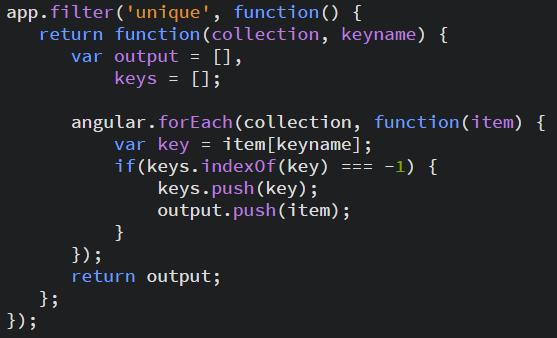 app.filter('unique', function() {
   return function(collection, keyname) {
      var output = [],
          keys = [];

      angular.forEach(collection, function(item) {
          var key = item[keyname];
          if(keys.indexOf(key) === -1) {
              keys.push(key);
              output.push(item);
          }
      });
      return output;
   };
});